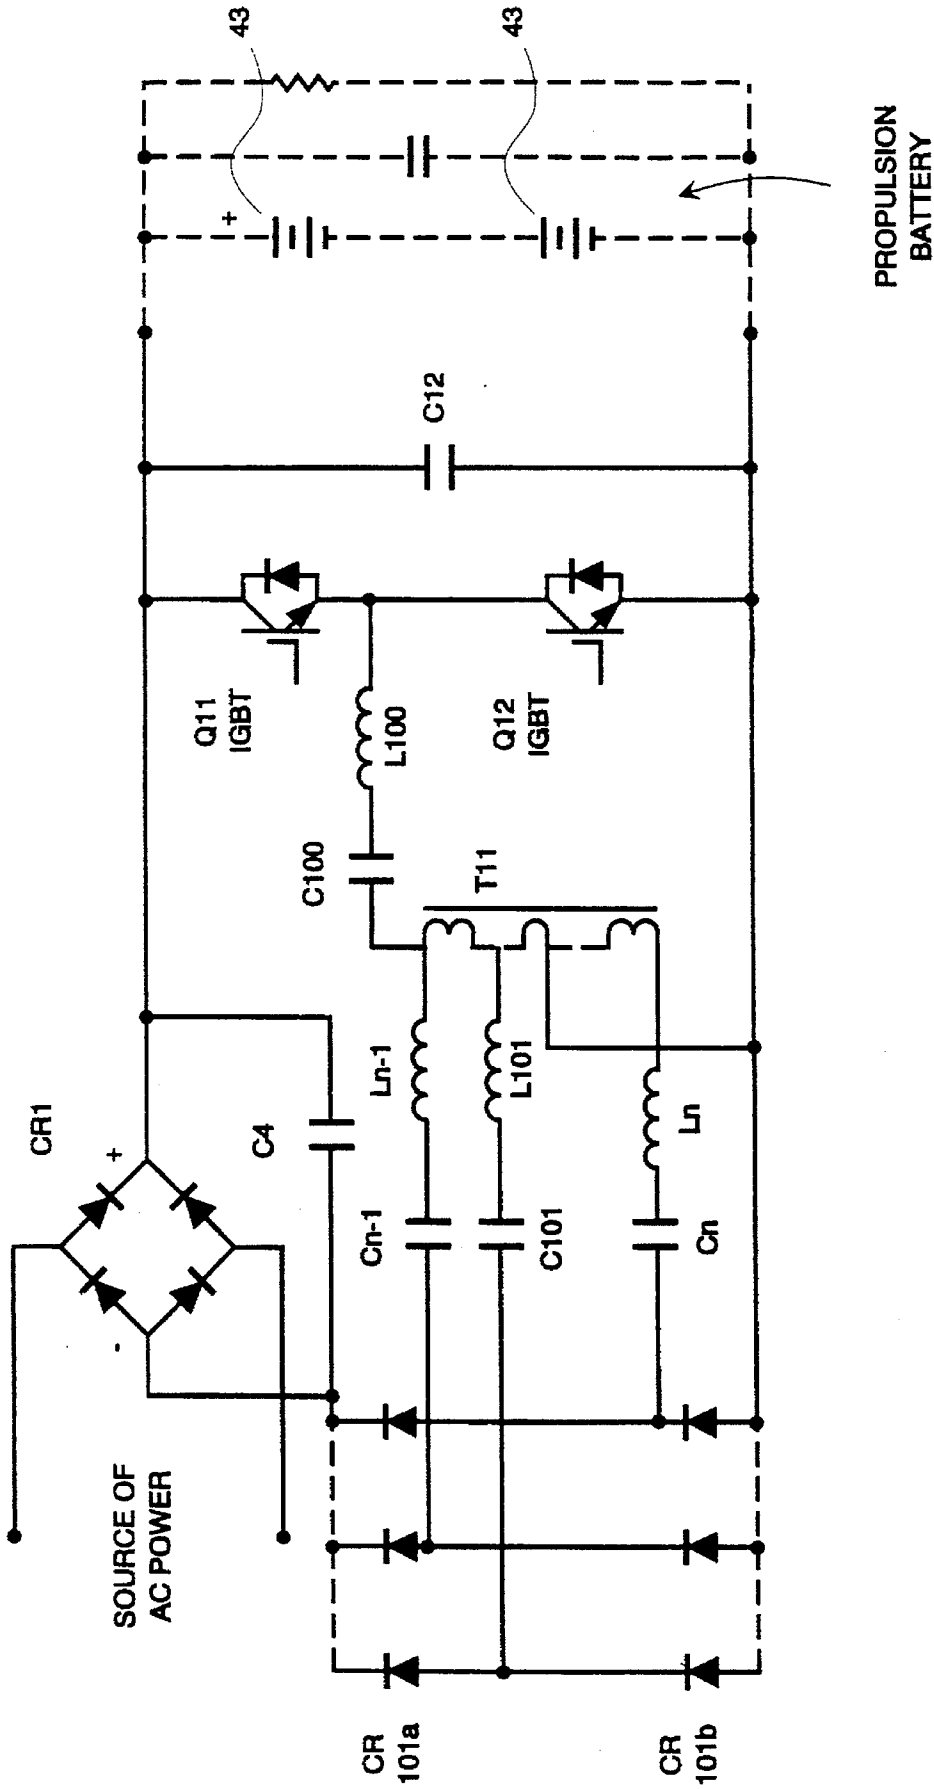 SOURCE OF
AC POWER
CR1
+
-
C4
CR
101a
CR
101b
Cn-1
Ln-1
C101
L101
Cn
Ln
T11
C100
L100
Q11
IGBT
Q12
IGBT
C12
+
43
43
PROPULSION
BATTERY